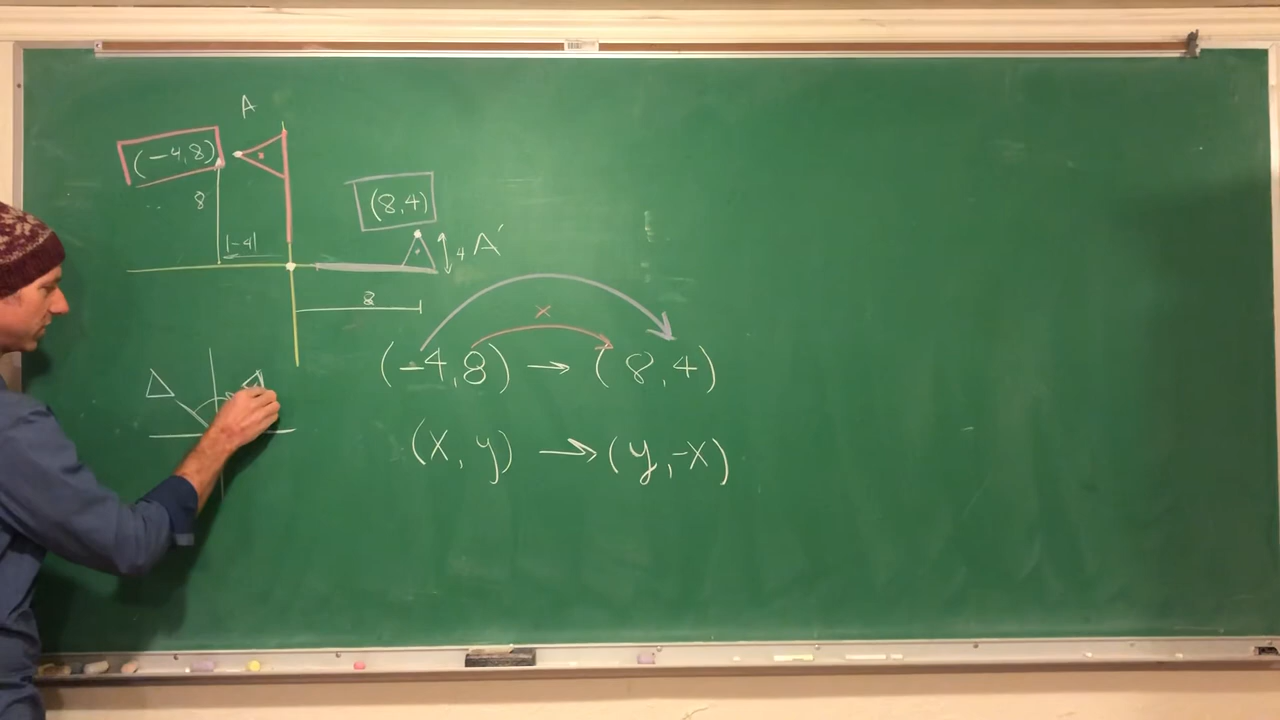 A
(-4,8)
8
|-4|
(8,4)
4
A'
8
x
(-4,8) → (8,4)
(x,y) → (y,-x)